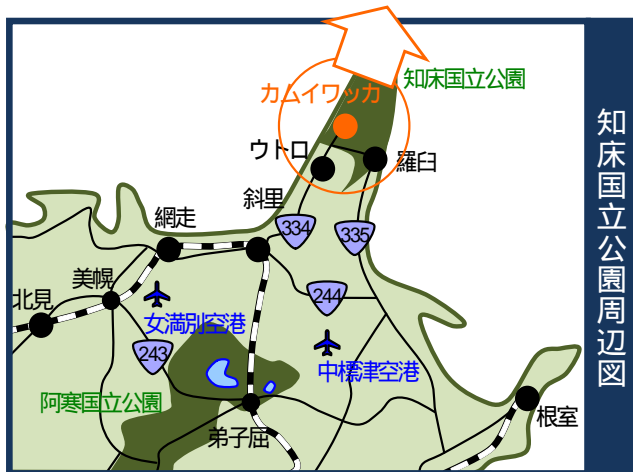 知床国立公園
カムイワッカ
ウトロ
羅臼
斜里
網走
334
335
美幌
北見
244
女満別空港
243
中標津空港
阿寒国立公園
弟子屈
根室
知床国立公園周辺図